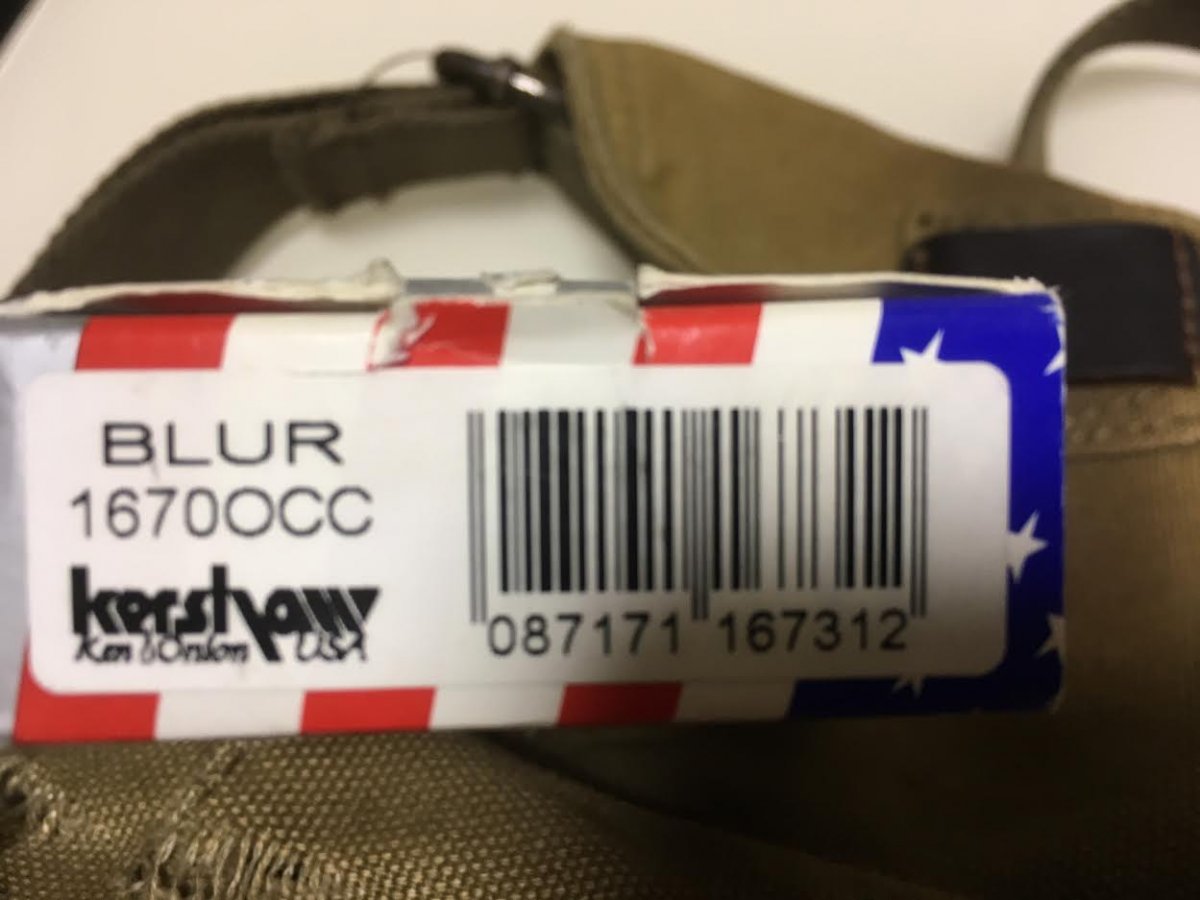 BLUR
1670OCC
kershaw
Ken Onion USA
087171 167312